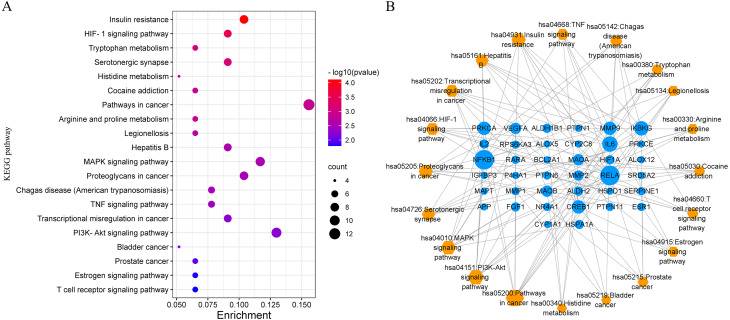 A
KEGG pathway
Insulin resistance
HIF- 1 signaling pathway
Tryptophan metabolism
Serotonergic synapse
Histidine metabolism
Cocaine addiction
Pathways in cancer
Arginine and proline metabolism
Legionellosis
Hepatitis B
MAPK signaling pathway
Proteoglycans in cancer
Chagas disease (American trypanosomiasis)
TNF signaling pathway
Transcriptional misregulation in cancer
PI3K- Akt signaling pathway
Bladder cancer
Prostate cancer
Estrogen signaling pathway
T cell receptor signaling pathway
0.050 0.075 0.100 0.125 0.150
Enrichment
- log10(pvalue)
4.0
3.5
3.0
2.5
2.0
count
4
6
8
10
12
B
hsa04668:TNF
signaling
pathway
hsa05142:Chagas
disease
(American
trypanosomiasis)
hsa04931:Insulin
resistance
hsa05161:Hepatitis
B
hsa00380:Tryptophan
metabolism
hsa05202:Transcriptional
misregulation
in cancer
hsa05134:Legionellosis
hsa04066:HIF-1
signaling
pathway
hsa00330:Arginine
and proline
metabolism
PRKCA VEGFA ALDH1B1 PTPN1 MMP9 IKBKG
IL2 RPS6KA3 ALOX5 CYP2C8 IL6 PRKCE
NFKB1 RARA BCL2A1 MAOA HIF1A ALOX12
hsa05205:Proteoglycans
in cancer
hsa05030:Cocaine
addiction
IGFBP3 P4HA1 PTPN6 MMP2 RELA SRD5A2
MAPT MMP1 MAOB ALDH2 HSPD1 SERPINE1
APP FGF1 NR4A1 CREB1 PTPN11 ESR1
CYP1A1 HSPA1A
hsa04726:Serotonergic
synapse
hsa04660:T
cell receptor
signaling
pathway
hsa04010:MAPK
signaling
pathway
hsa04915:Estrogen
signaling
pathway
hsa04151:PI3K-Akt
signaling
pathway
hsa05215:Prostate
cancer
hsa05200:Pathways
in cancer
hsa00340:Histidine
metabolism
hsa05219:Bladder
cancer